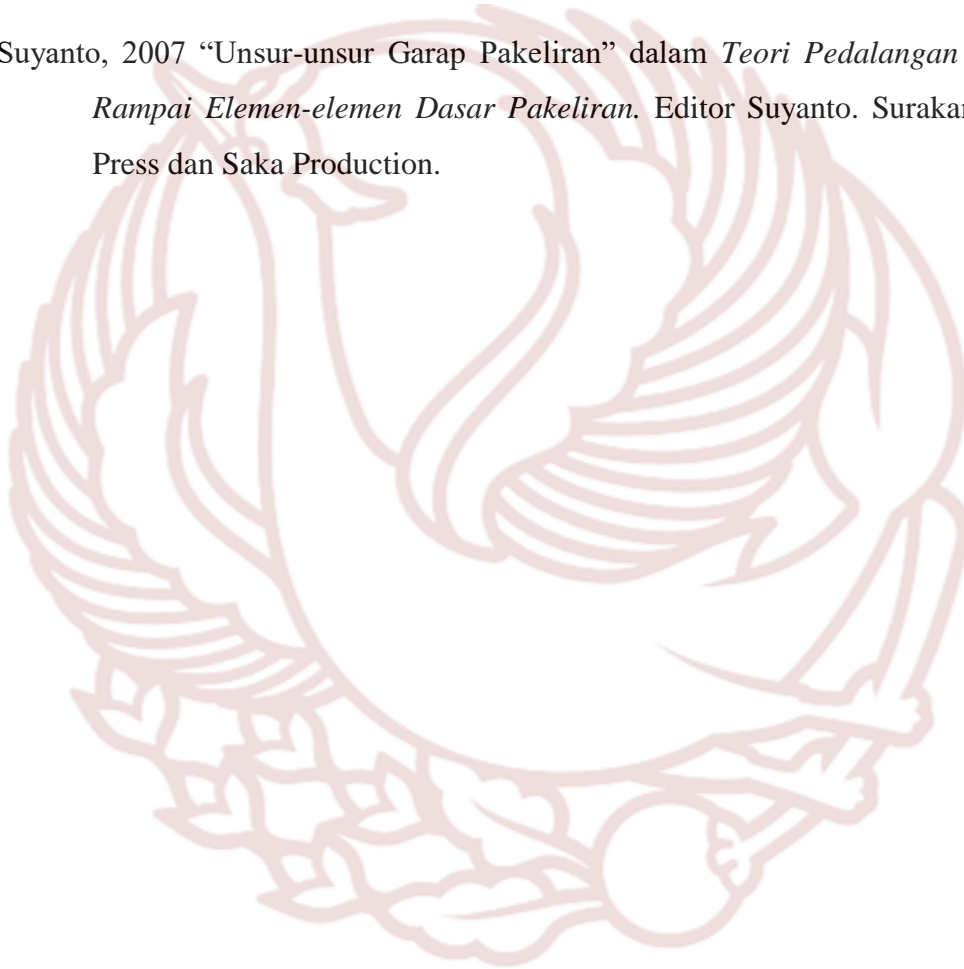 Suyanto, 2007 “Unsur-unsur Garap Pakeliran” dalam Teori Pedalangan
Rampai Elemen-elemen Dasar Pakeliran. Editor Suyanto.
Press dan Saka Production.